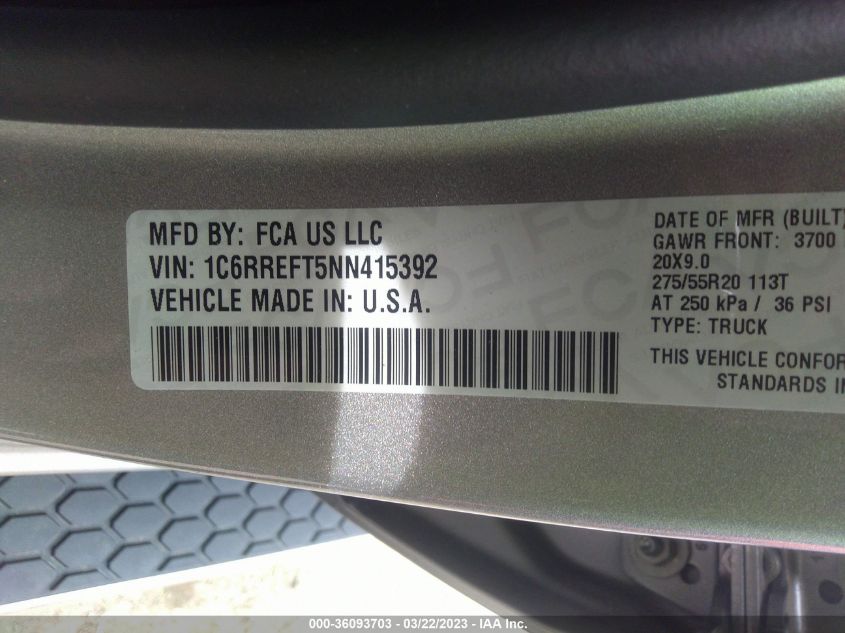 MFD BY: FCA US LLC
VIN: 1C6RREFT5NN415392
VEHICLE MADE IN: U.S.A.
DATE OF MFR (BUILT)
GAWR FRONT: 3700
20X9.0
275/55R20 113T
AT 250 kPa / 36 PSI
TYPE: TRUCK
THIS VEHICLE
STANDARDS
000-36093703 - 03/22/2023 - IAA Inc.